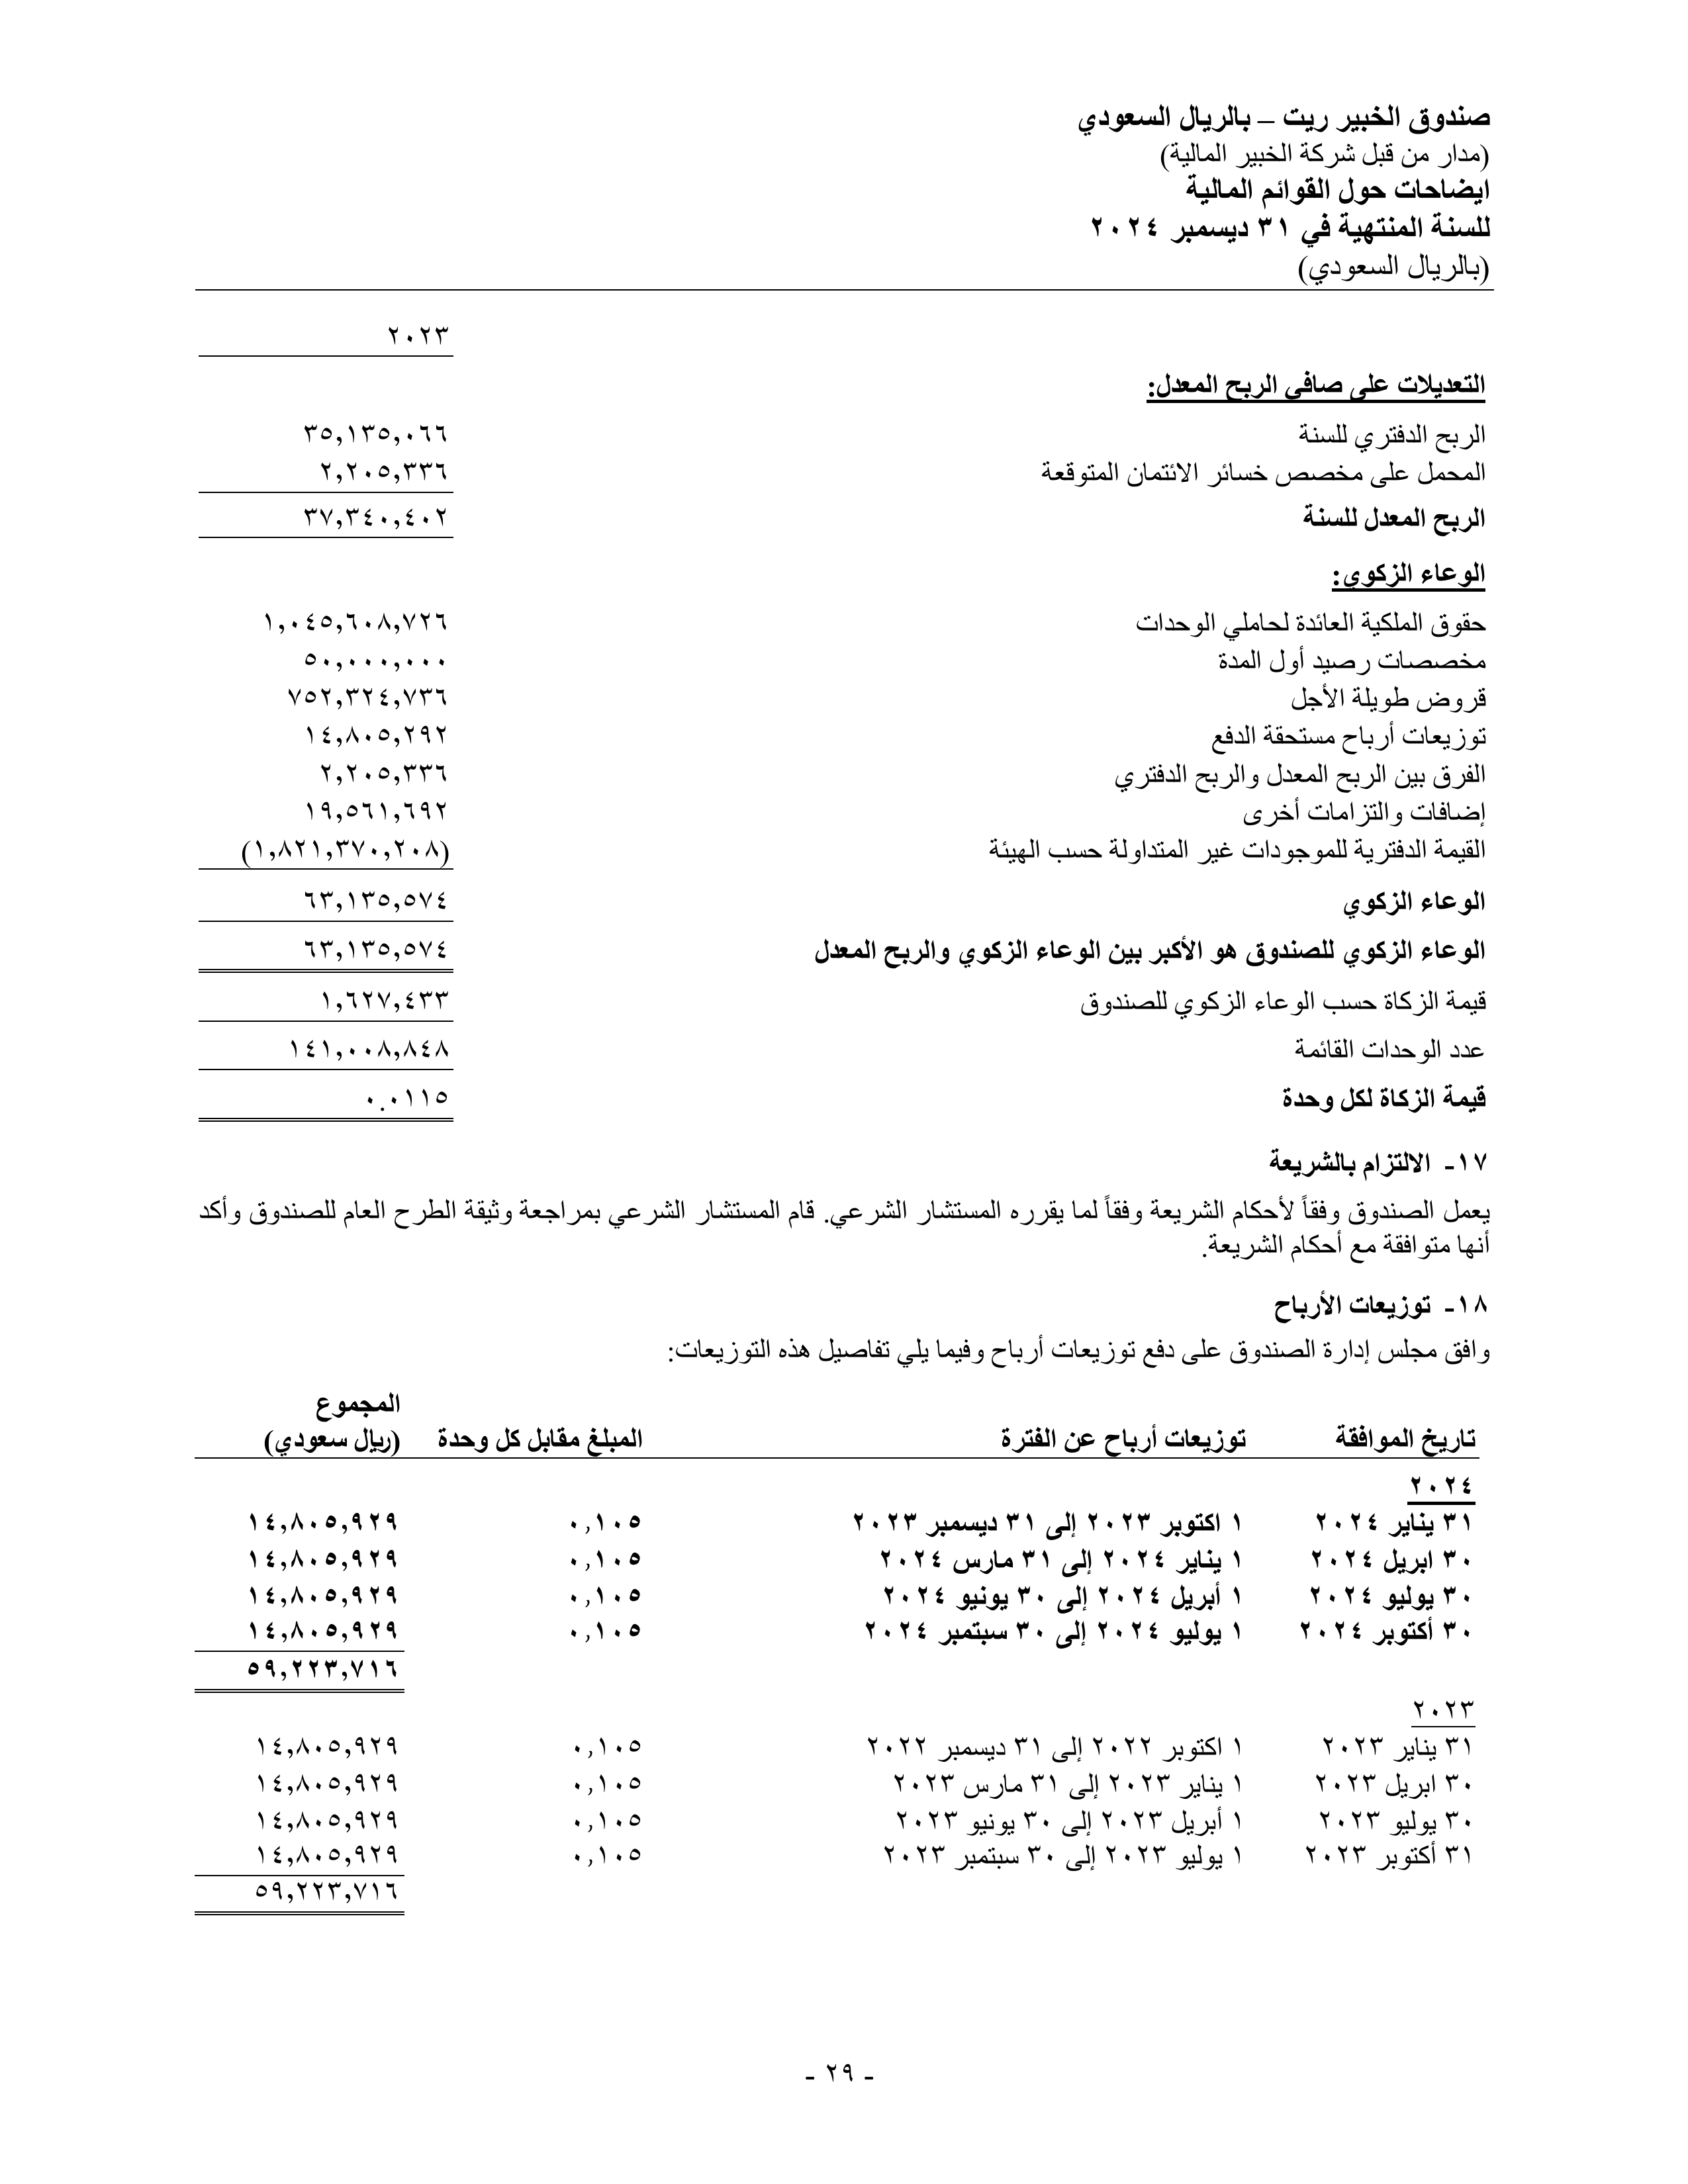 صندوق الخبير ريت – بالريال السعودي
(مدار من قبل شركة الخبير المالية)
ايضاحات حول القوائم المالية
للسنة المنتهية في ٣١ ديسمبر ٢٠٢٤
(بالريال السعودي)
٢٠٢٣
التعديلات على صافي الربح المعدل:
الربح الدفتري للسنة ٣٥,١٣٥,٠٦٦
المحمل على مخصص خسائر الائتمان المتوقعة ٢,٢٠٥,٣٣٦
الربح المعدل للسنة ٣٧,٣٤٠,٤٠٢
الوعاء الزكوي:
حقوق الملكية العائدة لحاملي الوحدات ١,٠٤٥,٦٠٨,٧٢٦
مخصصات رصيد أول المدة ٥٠,٠٠٠,٠٠٠
قروض طويلة الأجل ٧٥٢,٣٢٤,٧٣٦
توزيعات أرباح مستحقة الدفع ١٤,٨٠٥,٢٩٢
الفرق بين الربح المعدل والربح الدفتري ٢,٢٠٥,٣٣٦
إضافات والتزامات أخرى ١٩,٥٦١,٦٩٢
القيمة الدفترية للموجودات غير المتداولة حسب الهيئة (١,٨٢١,٣٧٠,٢٠٨)
الوعاء الزكوي ٦٣,١٣٥,٥٧٤
الوعاء الزكوي للصندوق هو الأكبر بين الوعاء الزكوي والربح المعدل ٦٣,١٣٥,٥٧٤
قيمة الزكاة حسب الوعاء الزكوي للصندوق ١,٦٢٧,٤٣٣
عدد الوحدات القائمة ١٤١,٠٠٨,٨٤٨
قيمة الزكاة لكل وحدة ٠.٠١١٥
١٧- الالتزام بالشريعة
يعمل الصندوق وفقاً لأحكام الشريعة وفقاً لما يقرره المستشار الشرعي. قام المستشار الشرعي بمراجعة وثيقة الطرح العام للصندوق وأكد
أنها متوافقة مع أحكام الشريعة.
١٨- توزيعات الأرباح
وافق مجلس إدارة الصندوق على دفع توزيعات أرباح وفيما يلي تفاصيل هذه التوزيعات:
المجموع
تاريخ الموافقة توزيعات أرباح عن الفترة المبلغ مقابل كل وحدة (ريال سعودي)
٢٠٢٤
٣١ يناير ٢٠٢٤ ١ اكتوبر ٢٠٢٣ إلى ٣١ ديسمبر ٢٠٢٣ ٠,١٠٥ ١٤,٨٠٥,٩٢٩
٣٠ ابريل ٢٠٢٤ ١ يناير ٢٠٢٤ إلى ٣١ مارس ٢٠٢٤ ٠,١٠٥ ١٤,٨٠٥,٩٢٩
٣٠ يوليو ٢٠٢٤ ١ أبريل ٢٠٢٤ إلى ٣٠ يونيو ٢٠٢٤ ٠,١٠٥ ١٤,٨٠٥,٩٢٩
٣٠ أكتوبر ٢٠٢٤ ١ يوليو ٢٠٢٤ إلى ٣٠ سبتمبر ٢٠٢٤ ٠,١٠٥ ١٤,٨٠٥,٩٢٩
٥٩,٢٢٣,٧١٦
٢٠٢٣
٣١ يناير ٢٠٢٣ ١ اكتوبر ٢٠٢٢ إلى ٣١ ديسمبر ٢٠٢٢ ٠,١٠٥ ١٤,٨٠٥,٩٢٩
٣٠ ابريل ٢٠٢٣ ١ يناير ٢٠٢٣ إلى ٣١ مارس ٢٠٢٣ ٠,١٠٥ ١٤,٨٠٥,٩٢٩
٣٠ يوليو ٢٠٢٣ ١ أبريل ٢٠٢٣ إلى ٣٠ يونيو ٢٠٢٣ ٠,١٠٥ ١٤,٨٠٥,٩٢٩
٣١ أكتوبر ٢٠٢٣ ١ يوليو ٢٠٢٣ إلى ٣٠ سبتمبر ٢٠٢٣ ٠,١٠٥ ١٤,٨٠٥,٩٢٩
٥٩,٢٢٣,٧١٦
- ٢٩ -